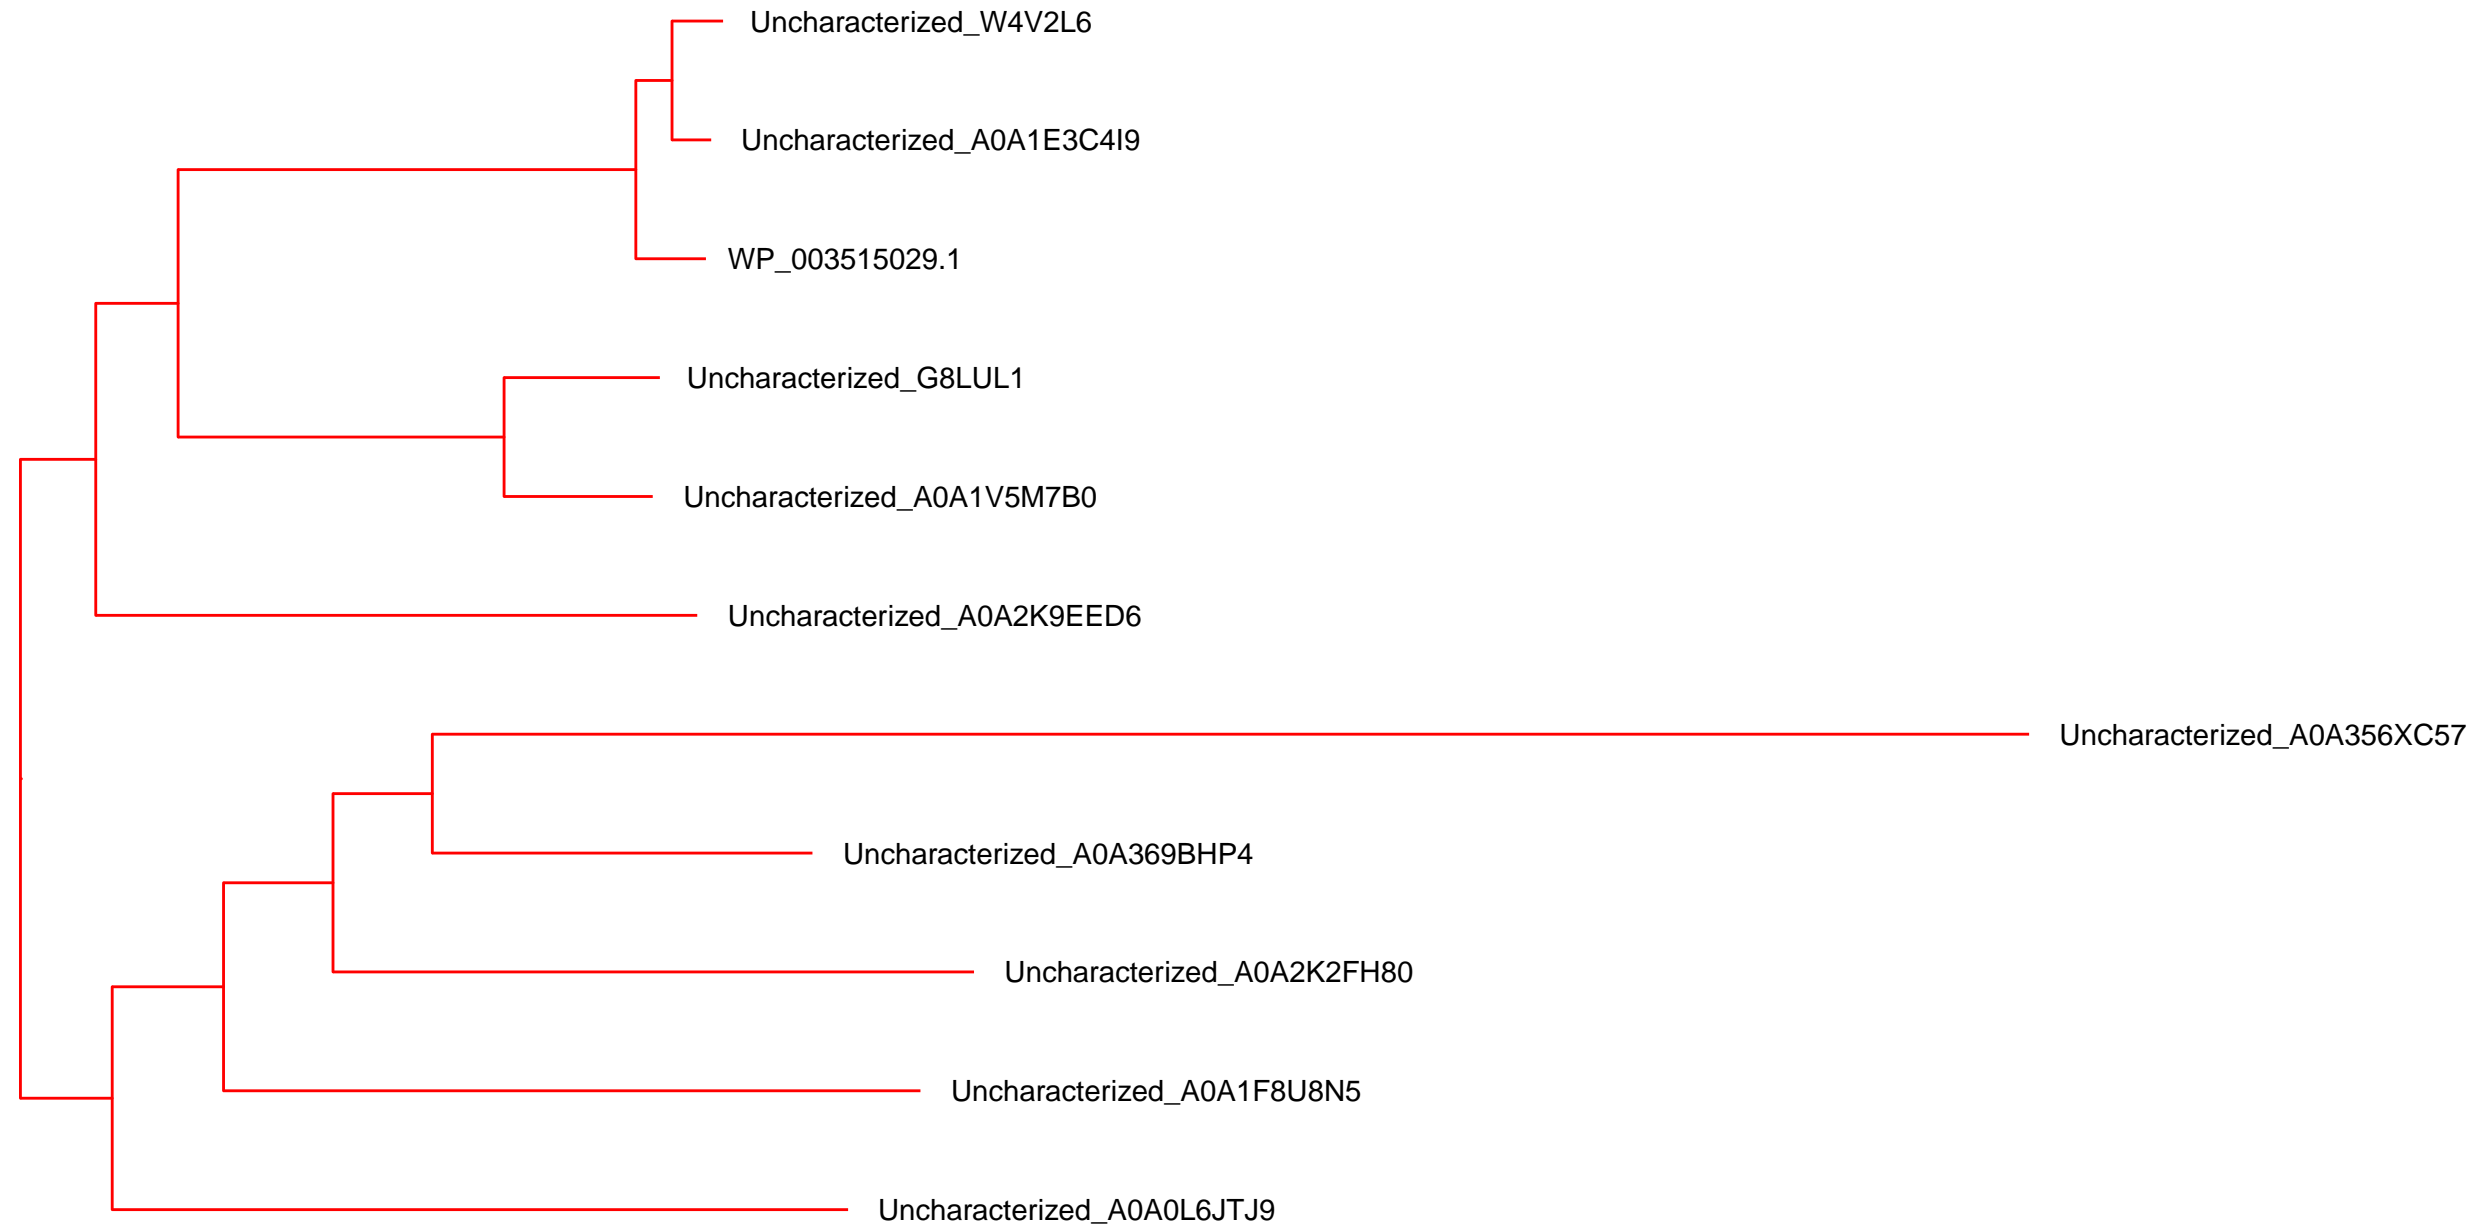 Uncharacterized_W4V2L6
Uncharacterized_A0A1E3C4I9
WP_003515029.1
Uncharacterized_G8LUL1
Uncharacterized_A0A1V5M7B0
Uncharacterized_A0A2K9EED6
Uncharacterized_A0A356XC57
Uncharacterized_A0A369BHP4
Uncharacterized_A0A2K2FH80
Uncharacterized_A0A1F8U8N5
Uncharacterized_A0A0L6JTJ9